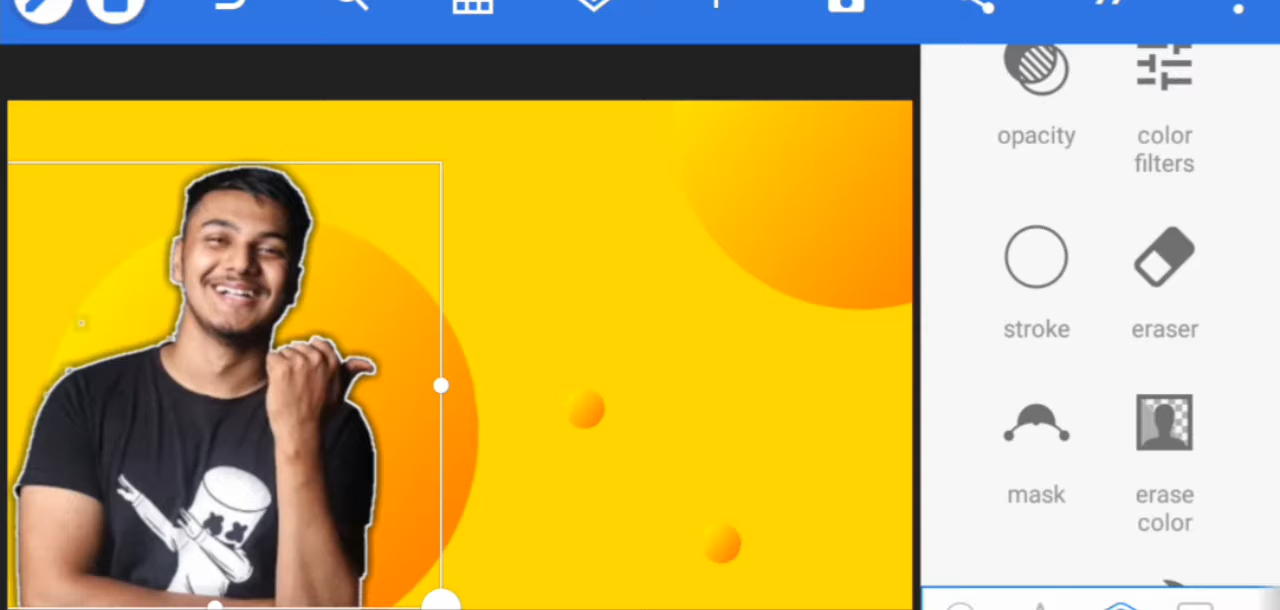 opacity
color
filters
stroke
eraser
mask
erase
color